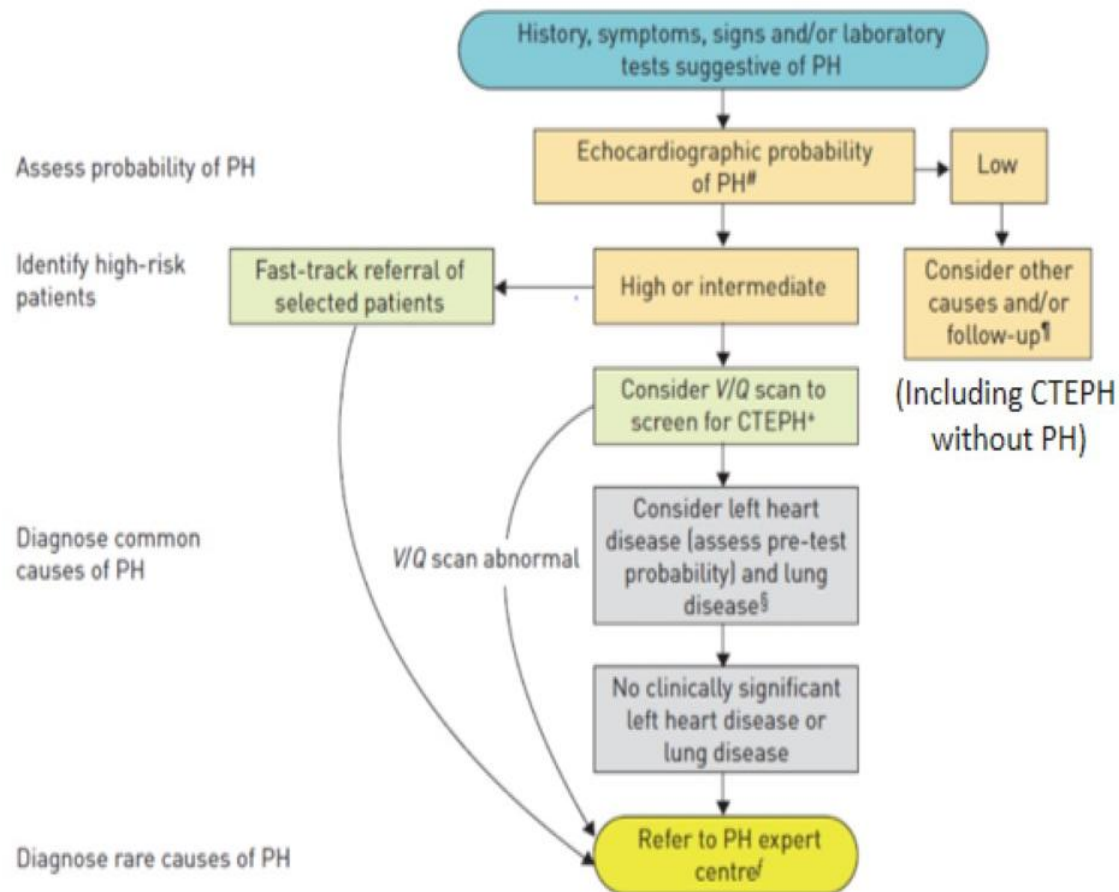 History, symptoms, signs and/or laboratory
tests suggestive of PH
Assess probability of PH
Echocardiographic probability
of PH#
Low
Identify high-risk
patients
Fast-track referral of
selected patients
High or intermediate
Consider other
causes and/or
follow-up¶
(Including CTEPH
without PH)
Consider V/Q scan to
screen for CTEPH+
Diagnose common
causes of PH
V/Q scan abnormal
Consider left heart
disease (assess pre-test
probability) and lung
disease§
No clinically significant
left heart disease or
lung disease
Diagnose rare causes of PH
Refer to PH expert
centreƒ